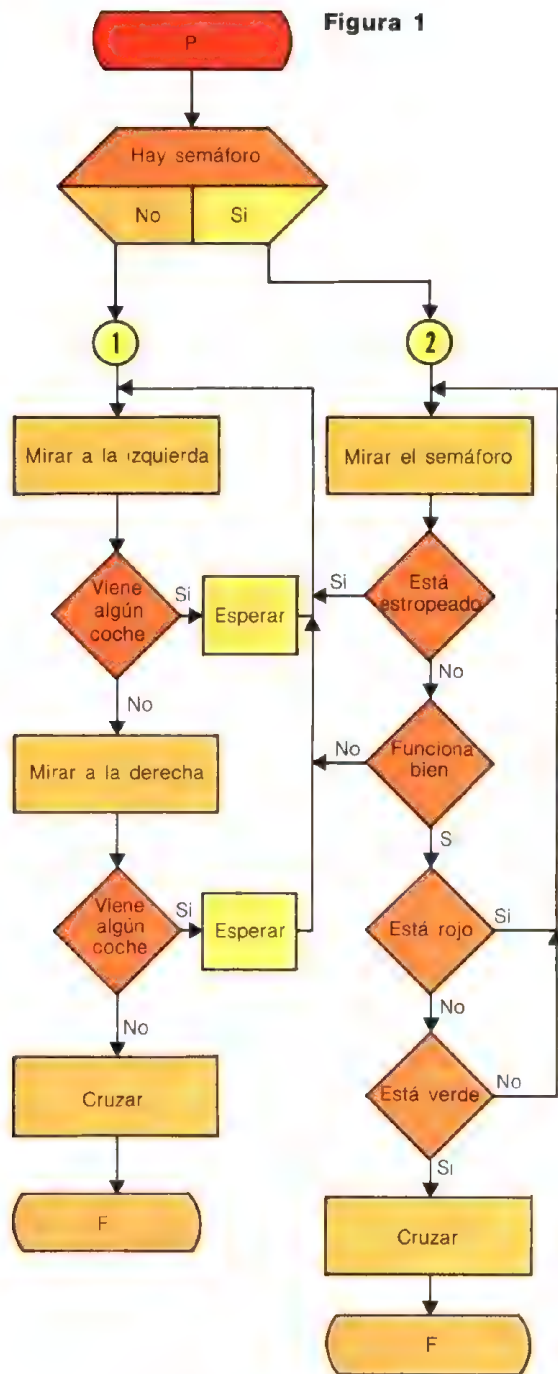 Figura 1
P
Hay semáforo
No
Si
1
2
Mirar a la izquierda
Mirar el semáforo
Viene
algún
coche
Si
Esperar
Si
Está
estropeado
No
No
Mirar a la derecha
No
Funciona
bien
S
Viene
algún
coche
Si
Esperar
Está rojo
Si
No
No
Cruzar
Está verde
No
Si
F
Cruzar
F